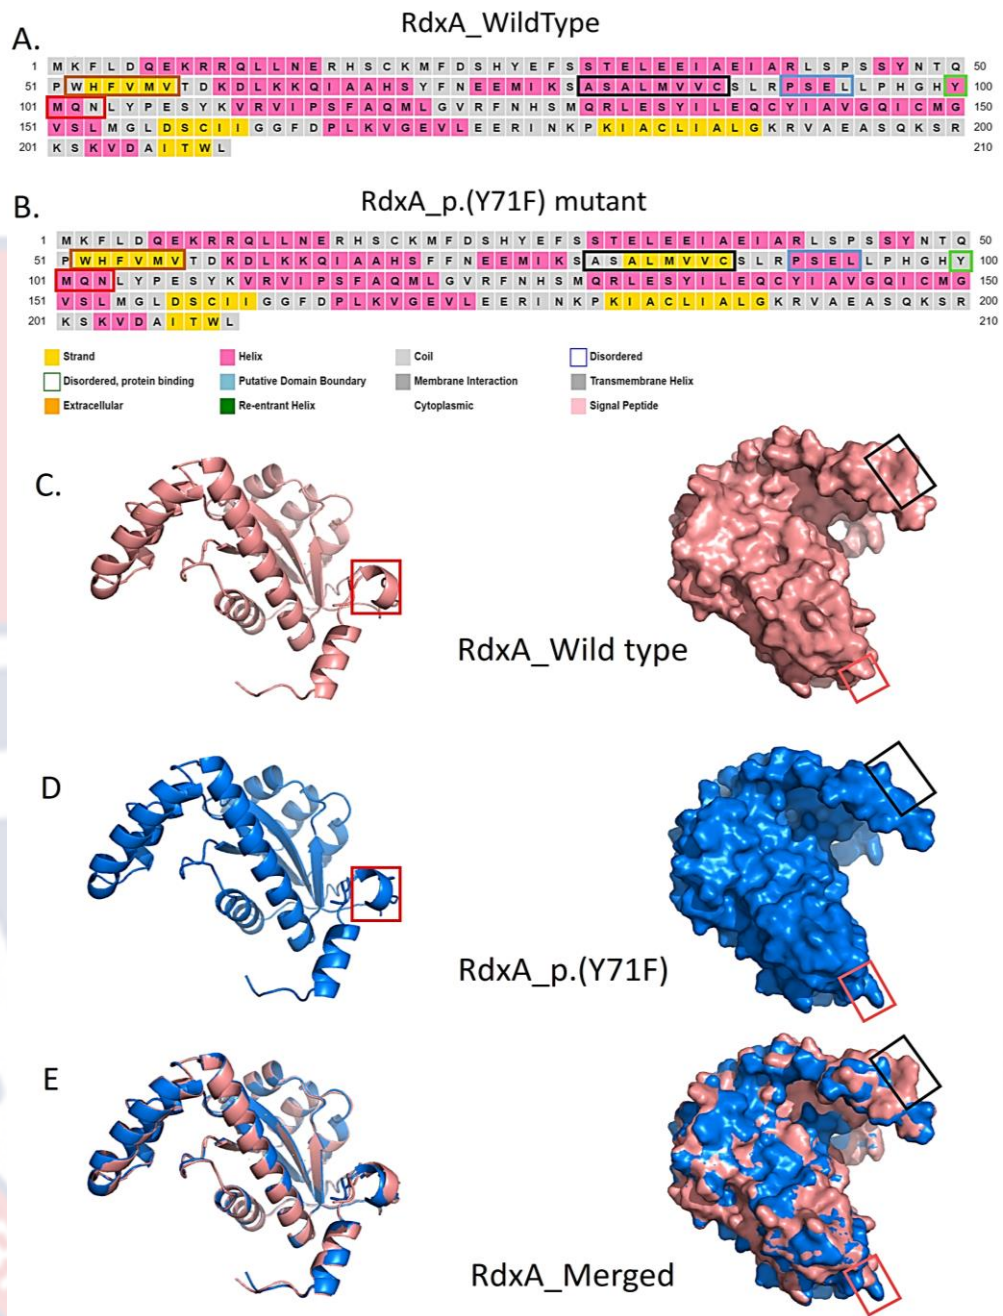 RdxA_WildType
A.
1 M K F L D Q E K R R Q L L N E R H S C K M F D S H Y E F S S T E L E E I A E I A R L S P S S Y N T Q 50
51 P W H F V M V T D K D L K K Q I A A H S Y F N E E M I K S A S A L M V V C S L R P S E L L P H G H Y 100
101 M Q N L Y P E S Y K V R V I P S F A Q M L G V R F N H S M Q R L E S Y I L E Q C Y I A V G Q I C M G 150
151 V S L M G L D S C I I G G F D P L K V G E V L E E R I N K P K I A C L I A L G K R V A E A S Q K S R 200
201 K S K V D A I T W L 210
RdxA_p.(Y71F) mutant
B.
1 M K F L D Q E K R R Q L L N E R H S C K M F D S H Y E F S S T E L E E I A E I A R L S P S S Y N T Q 50
51 P W H F V M V T D K D L K K Q I A A H S F F N E E M I K S A S A L M V V C S L R P S E L L P H G H Y 100
101 M Q N L Y P E S Y K V R V I P S F A Q M L G V R F N H S M Q R L E S Y I L E Q C Y I A V G Q I C M G 150
151 V S L M G L D S C I I G G F D P L K V G E V L E E R I N K P K I A C L I A L G K R V A E A S Q K S R 200
201 K S K V D A I T W L 210
Strand Helix Coil Disordered
Disordered, protein binding Putative Domain Boundary Membrane Interaction Transmembrane Helix
Extracellular Re-entrant Helix Cytoplasmic Signal Peptide
C.
RdxA_Wild type
D
RdxA_p.(Y71F)
E
RdxA_Merged